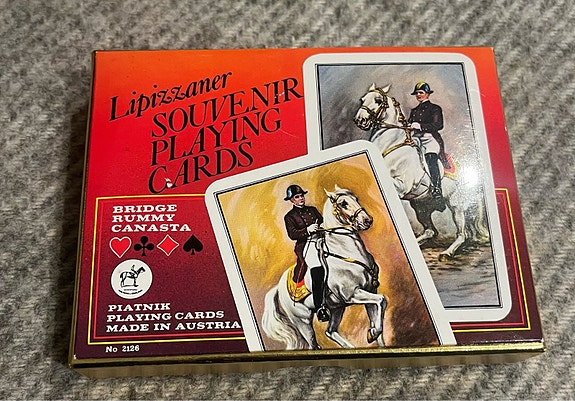 Lipizzaner
SOUVENIR
PLAYING
CARDS
BRIDGE
RUMMY
CANASTA
PIATNIK
PLAYING CARDS
MADE IN AUSTRIA
No 2126